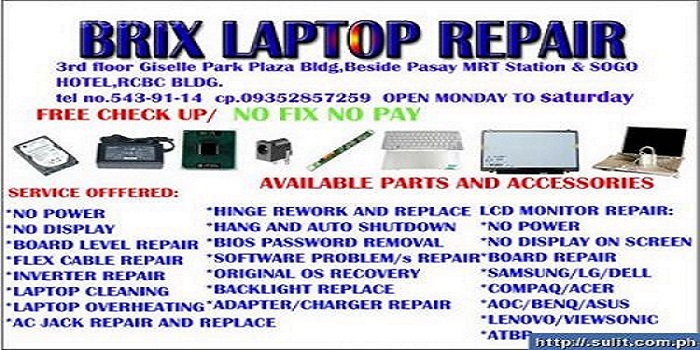 BRIX LAPTOP REPAIR
3rd floor Giselle Park Plaza Bldg,Beside Pasay MRT Station & SOGO
HOTEL,RCBC BLDG.
tel no.543-91-14 cp.09352857259 OPEN MONDAY TO saturday
FREE CHECK UP/ NO FIX NO PAY
AVAILABLE PARTS AND ACCESSORIES
SERVICE OFFFERED:
*NO POWER
*NO DISPLAY
*BOARD LEVEL REPAIR
*FLEX CABLE REPAIR
*INVERTER REPAIR
*LAPTOP CLEANING
*LAPTOP OVERHEATING
*AC JACK REPAIR AND REPLACE
*HINGE REWORK AND REPLACE
*HANG AND AUTO SHUTDOWN
*BIOS PASSWORD REMOVAL
*SOFTWARE PROBLEM/s REPAIR
*ORIGINAL OS RECOVERY
*BACKLIGHT REPLACE
*ADAPTER/CHARGER REPAIR
LCD MONITOR REPAIR:
*NO POWER
*NO DISPLAY ON SCREEN
*BOARD REPAIR
*SAMSUNG/LG/DELL
*COMPAQ/ACER
*AOC/BENQ/ASUS
*LENOVO/VIEWSONIC
*ATBP
http://sulit.com.ph